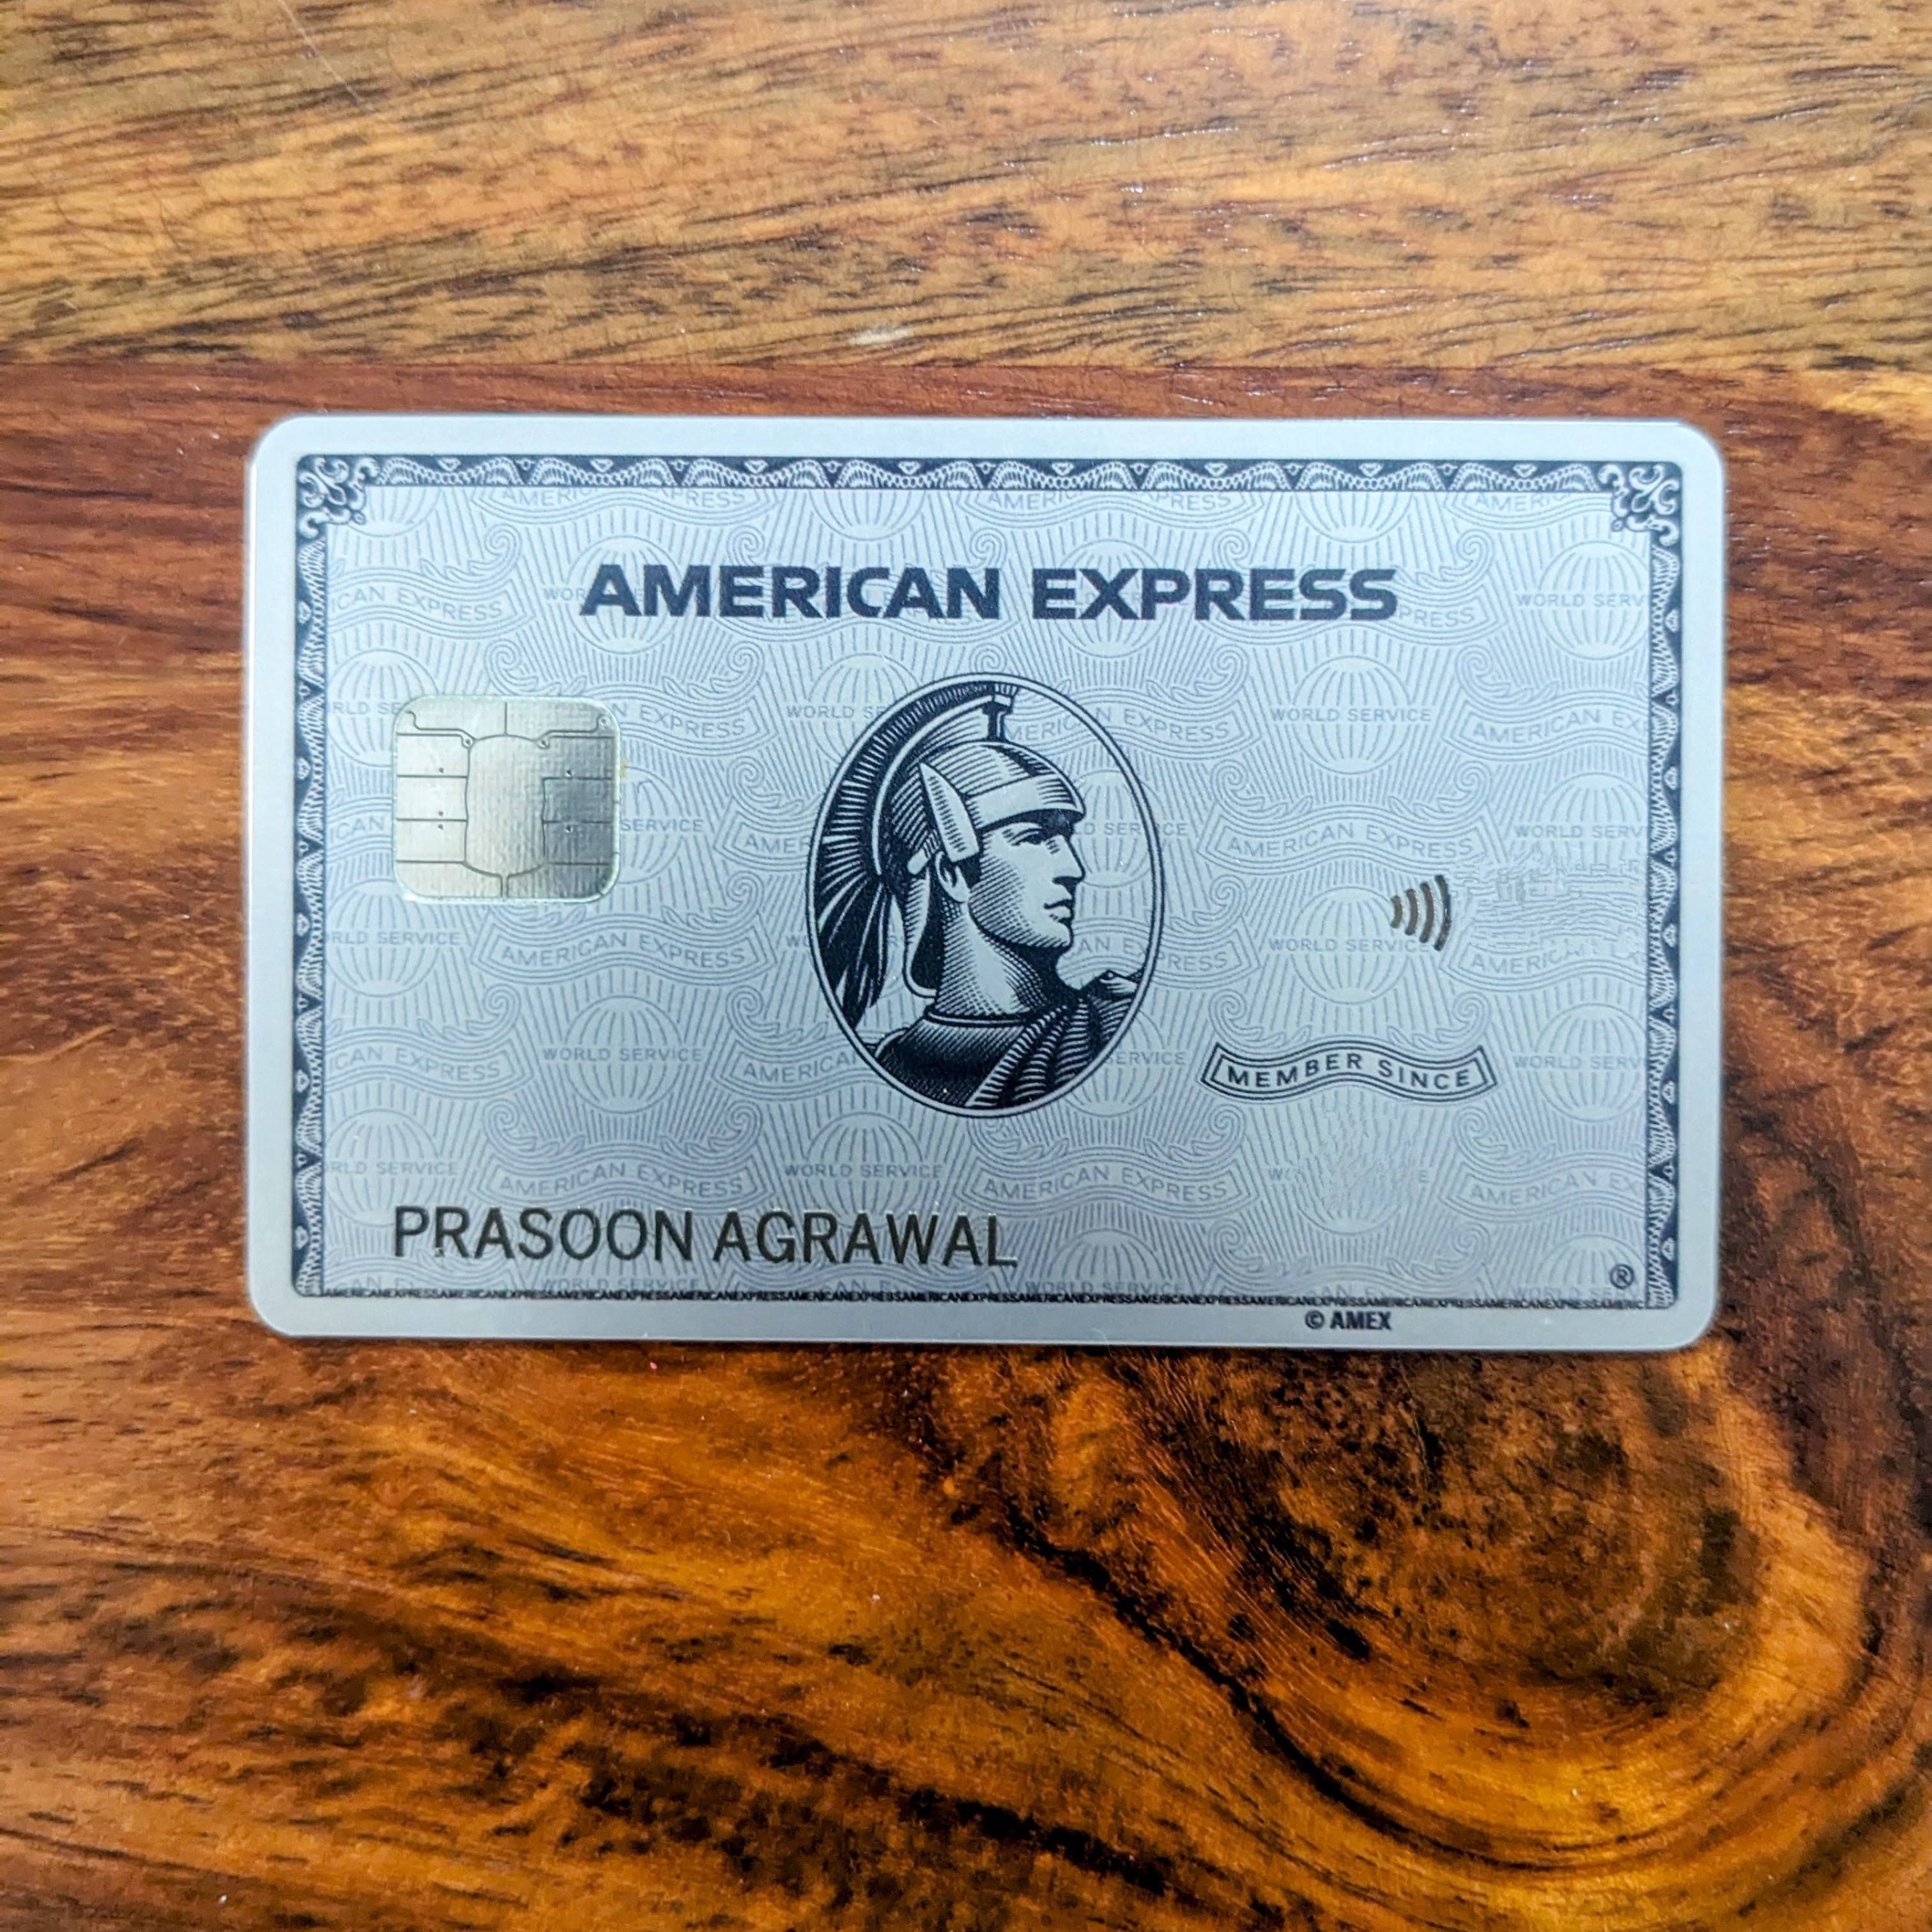 AMERICAN EXPRESS
MEMBER SINCE
PRASOON AGRAWAL
®
© AMEX